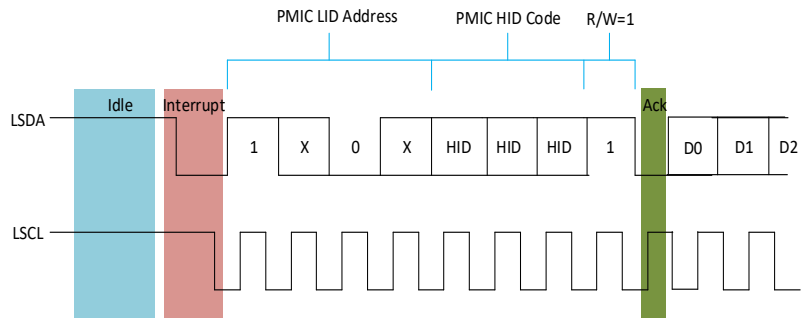 PMIC LID Address PMIC HID Code R/W=1
Idle Interrupt Ack
LSDA
1 X 0 X HID HID HID 1 D0 D1 D2
LSCL